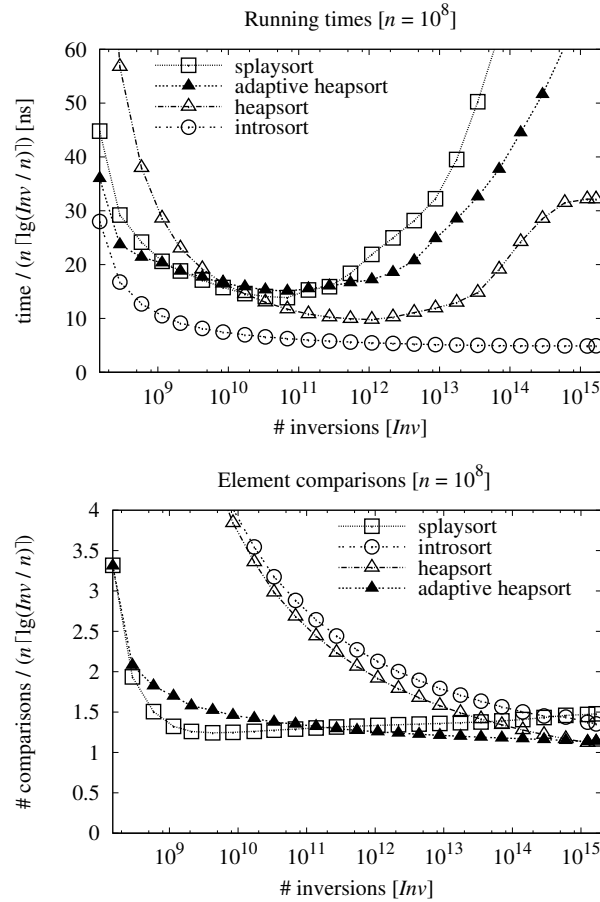 Running times [n = 10^8]
time / (n ⌈lg(Inv / n)⌉) [ns]
60
50
40
30
20
10
0
splaysort
adaptive heapsort
heapsort
introsort
10^9 10^10 10^11 10^12 10^13 10^14 10^15
# inversions [Inv]
Element comparisons [n = 10^8]
# comparisons / (n ⌈lg(Inv / n)⌉)
4
3.5
3
2.5
2
1.5
1
0.5
0
splaysort
introsort
heapsort
adaptive heapsort
10^9 10^10 10^11 10^12 10^13 10^14 10^15
# inversions [Inv]